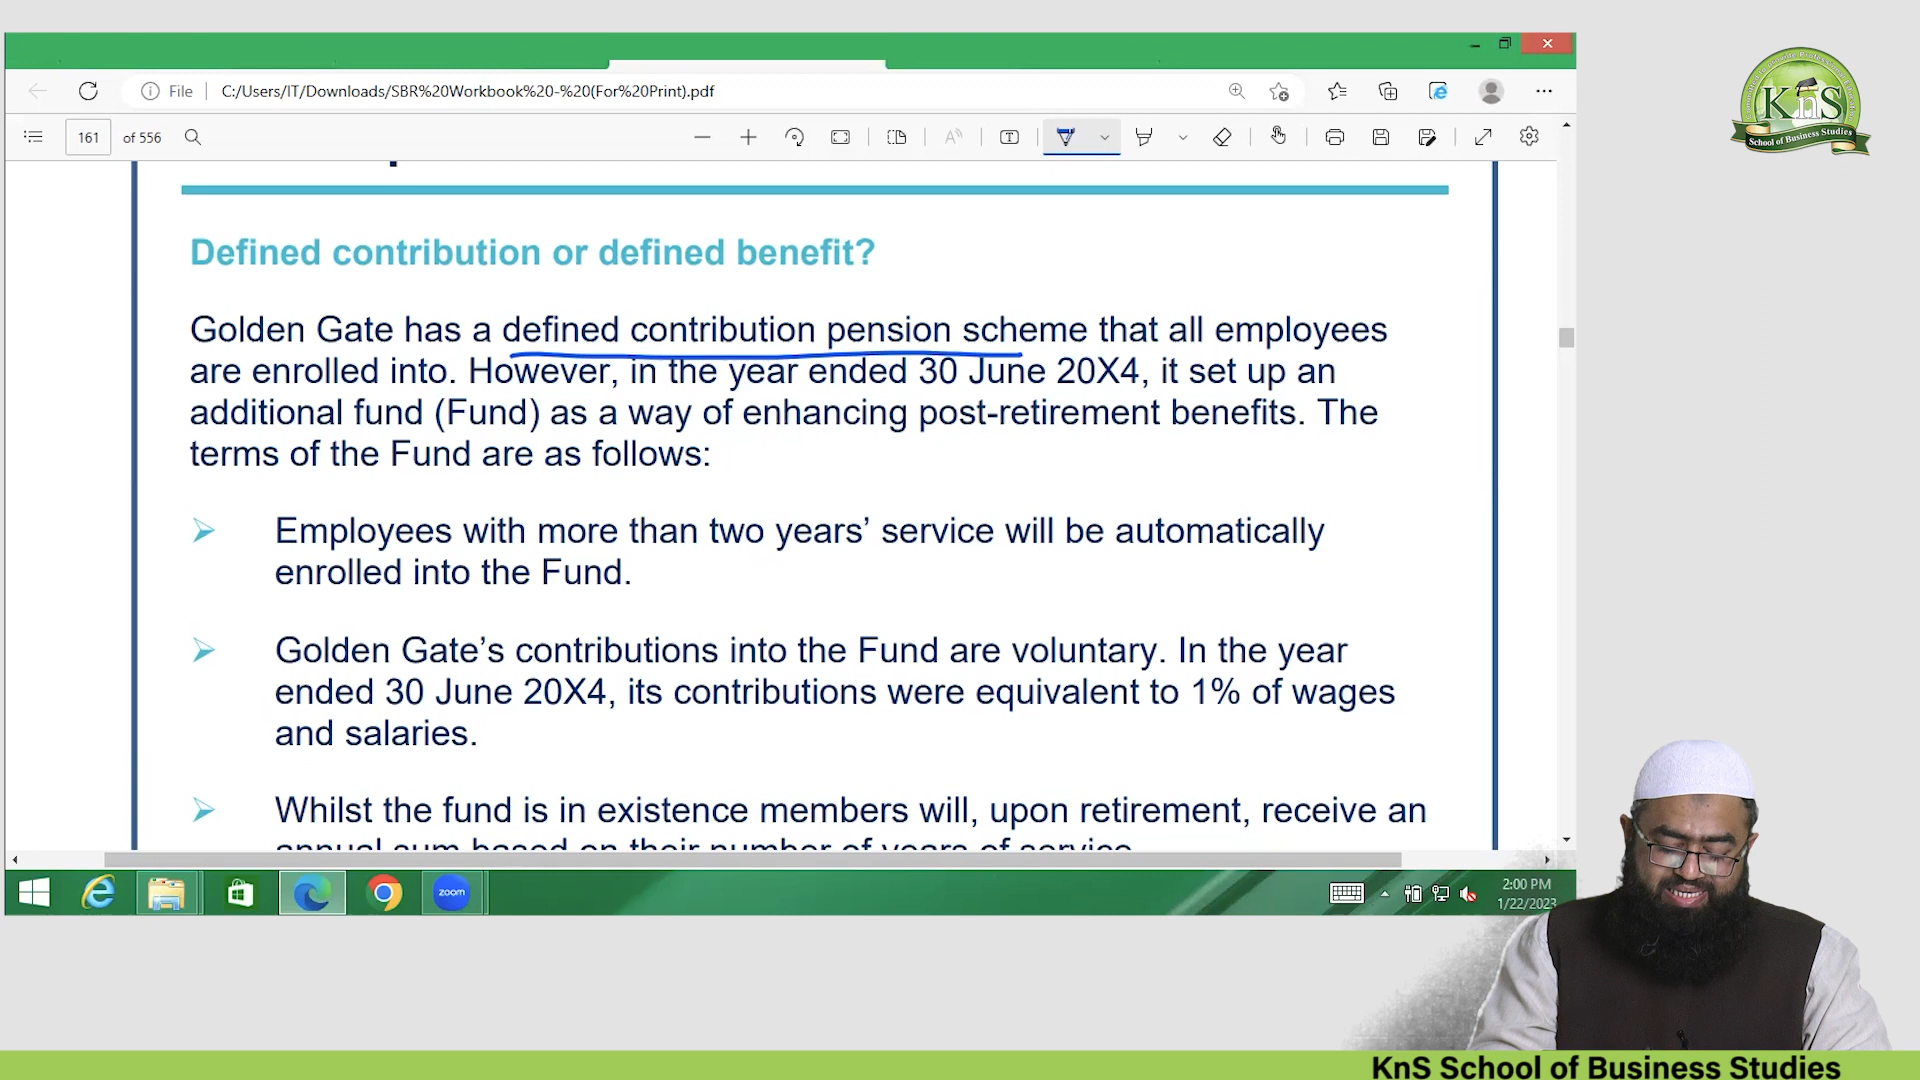 File
C:/Users/IT/Downloads/SBR%20Workbook%20-%20(For%20Print).pdf
161 of 556
Defined contribution or defined benefit?
Golden Gate has a defined contribution pension scheme that all employees
are enrolled into. However, in the year ended 30 June 20X4, it set up an
additional fund (Fund) as a way of enhancing post-retirement benefits. The
terms of the Fund are as follows:
Employees with more than two years’ service will be automatically
enrolled into the Fund.
Golden Gate’s contributions into the Fund are voluntary. In the year
ended 30 June 20X4, its contributions were equivalent to 1% of wages
and salaries.
Whilst the fund is in existence members will, upon retirement, receive an
annual sum based on their number of years of service
zoom
2:00 PM
1/22/2023
KnS
School of Business Studies
KnS School of Business Studies